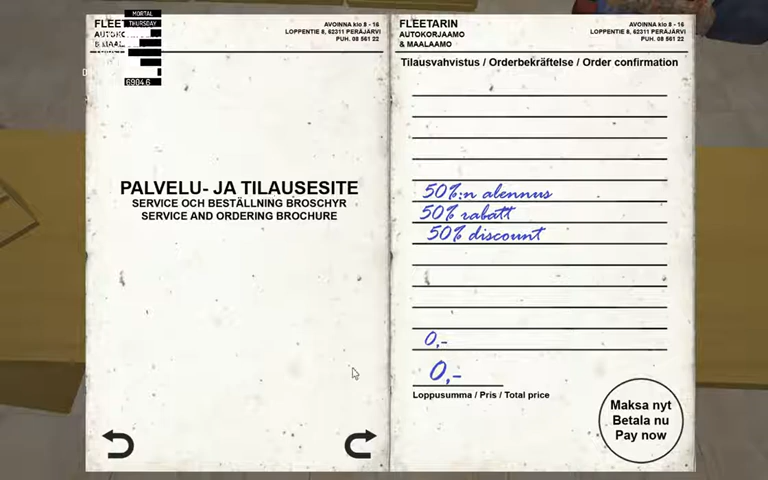 MORTAL
THURSDAY
69046
AVOINNA klo 8 - 16
LOPPENTIE 8, 62311 PERÄJÄRVI
PUH. 08 561 22
PALVELU- JA TILAUSESITE
SERVICE OCH BESTÄLLNING BROSCHYR
SERVICE AND ORDERING BROCHURE
FLEETARIN
AUTOKORJAAMO
& MAALAAMO
AVOINNA klo 8 - 16
LOPPENTIE 8, 62311 PERÄJÄRVI
PUH. 08 561 22
Tilausvahvistus / Orderbekräftelse / Order confirmation
50%:n alennus
50% rabatt
50% discount
0,-
0,-
Loppusumma / Pris / Total price
Maksa nyt
Betala nu
Pay now